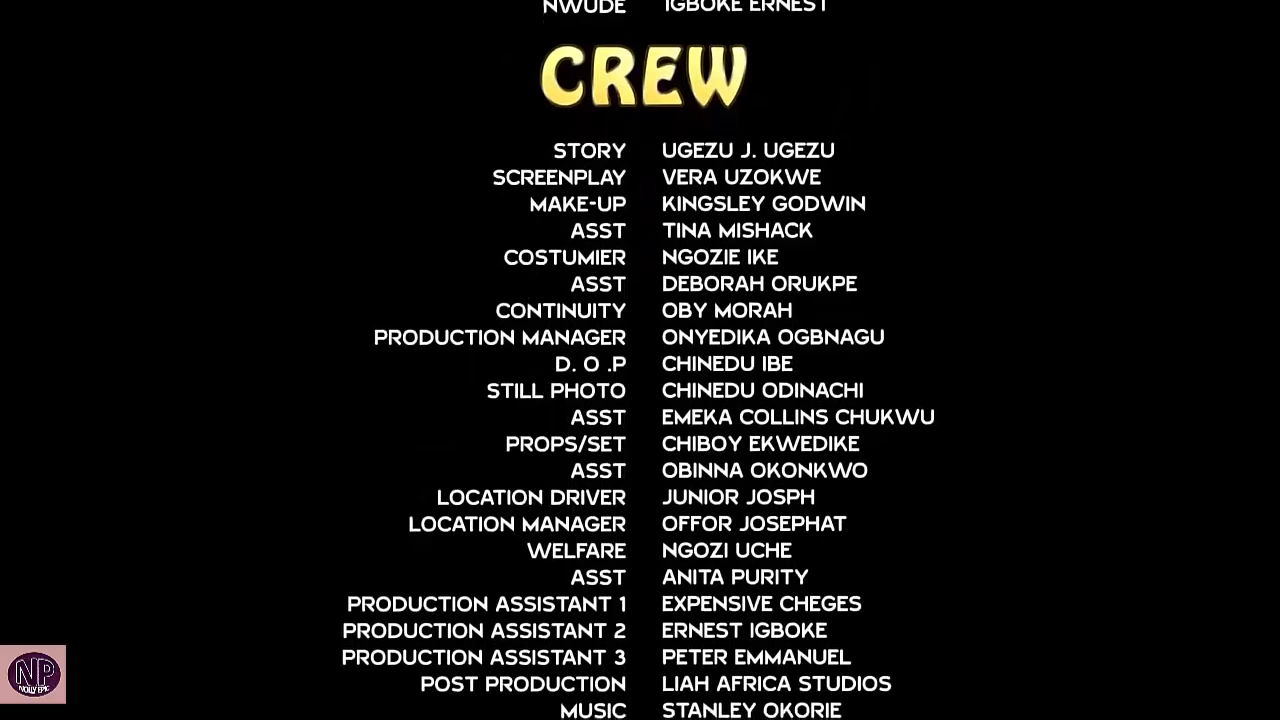 NWUDE IGBOKE ERNEST
CREW
STORY UGEZU J. UGEZU
SCREENPLAY VERA UZOKWE
MAKE-UP KINGSLEY GODWIN
ASST TINA MISHACK
COSTUMIER NGOZIE IKE
ASST DEBORAH ORUKPE
CONTINUITY OBY MORAH
PRODUCTION MANAGER ONYEDIKA OGBNAGU
D. O .P CHINEDU IBE
STILL PHOTO CHINEDU ODINACHI
ASST EMEKA COLLINS CHUKWU
PROPS/SET CHIBOY EKWEDIKE
ASST OBINNA OKONKWO
LOCATION DRIVER JUNIOR JOSPH
LOCATION MANAGER OFFOR JOSEPHAT
WELFARE NGOZI UCHE
ASST ANITA PURITY
PRODUCTION ASSISTANT 1 EXPENSIVE CHEGES
PRODUCTION ASSISTANT 2 ERNEST IGBOKE
PRODUCTION ASSISTANT 3 PETER EMMANUEL
POST PRODUCTION LIAH AFRICA STUDIOS
MUSIC STANLEY OKORIE
NP
NOLLY EPIC